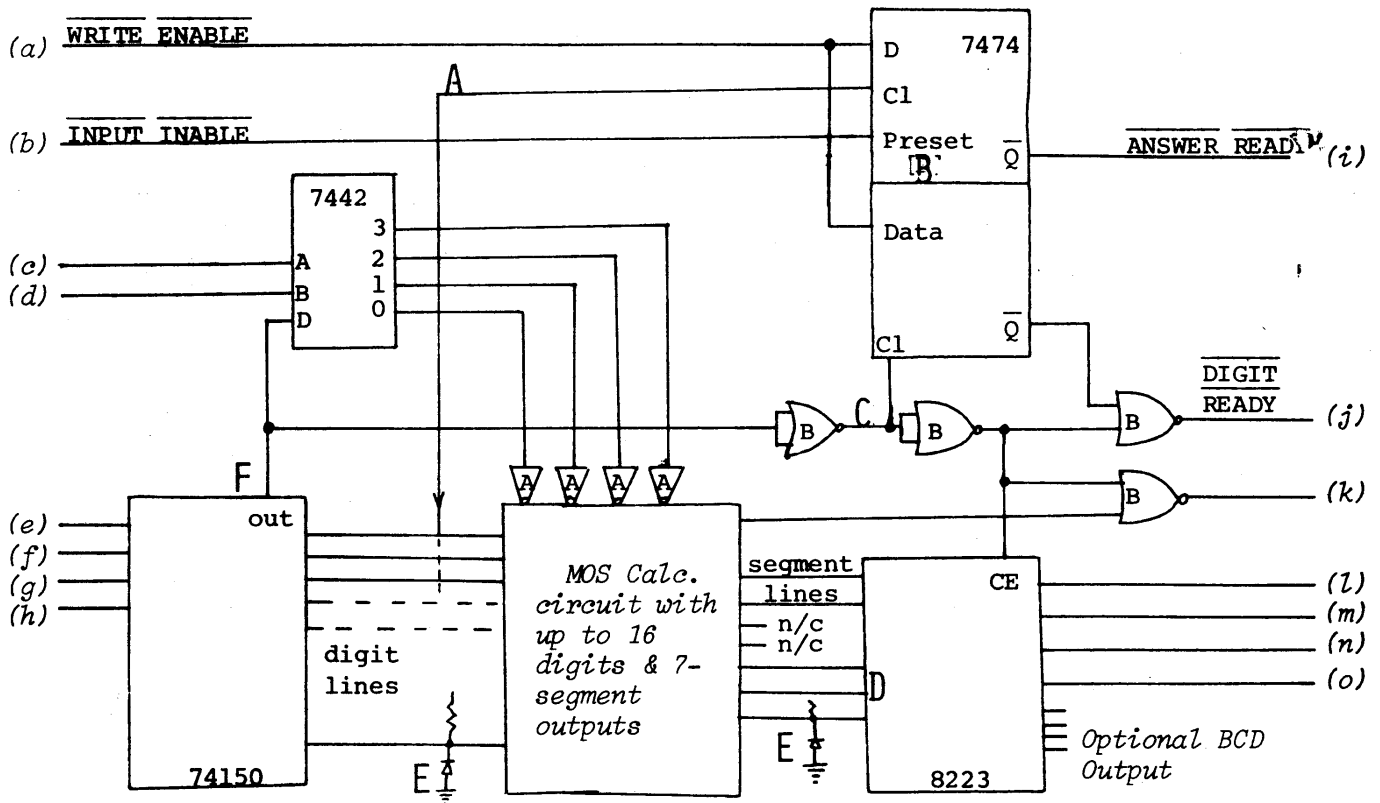 (a) WRITE ENABLE
D 7474
A
Cl
(b) INPUT INABLE
Preset
B
Q
ANSWER READY (i)
7442
3
Data
(c) A 2
(d) B 1
D 0
Q
Cl
DIGIT
READY (j)
B C B B
F
A A A A
B (k)
(e) out
(f)
(g)
(h)
MOS Calc.
circuit with
up to 16
digits & 7-
segment
outputs
segment
lines
n/c
n/c
CE (l)
(m)
(n)
(o)
digit
lines
D
E
E
Optional BCD
Output
74150
8223